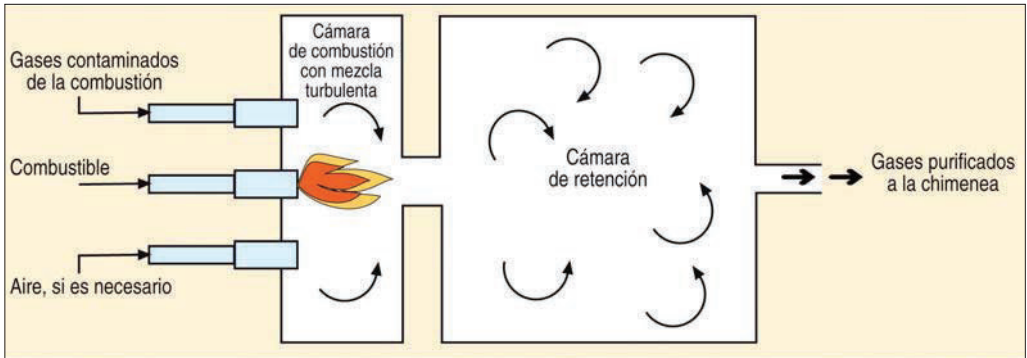 Gases contaminados
de la combustión
Combustible
Aire, si es necesario
Cámara
de combustión
con mezcla
turbulenta
Cámara
de retención
Gases purificados
a la chimenea